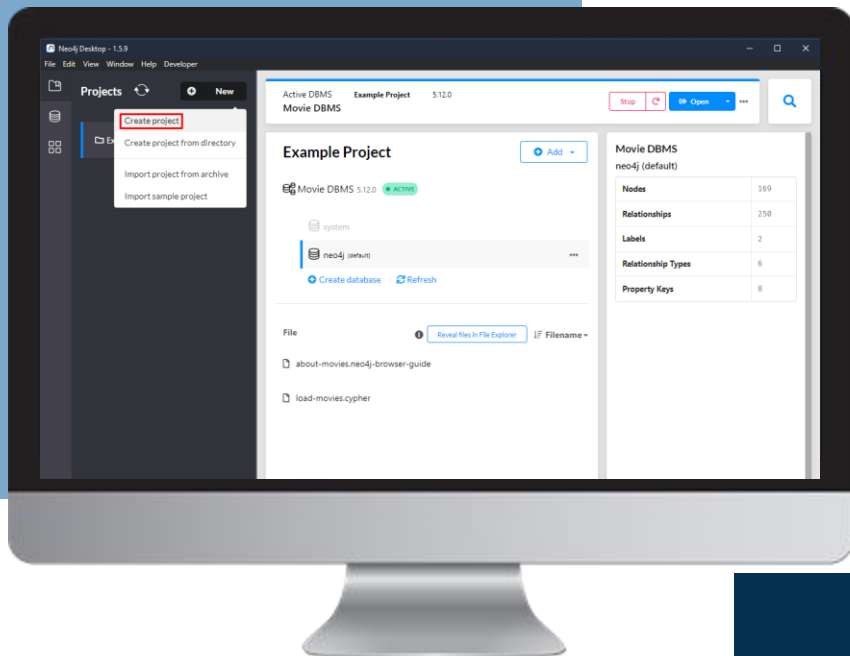 Neo4j Desktop - 1.5.9
File Edit View Window Help Developer
Projects
New
Create project
Create project from directory
Import project from archive
Import sample project
Active DBMS Example Project 5.12.0
Movie DBMS
Stop
Open
Example Project
Add
Movie DBMS 5.12.0 ACTIVE
system
neo4j (default)
Create database Refresh
File
Reveal files in File Explorer
Filename
about-movies.neo4j-browser-guide
load-movies.cypher
Movie DBMS
neo4j (default)
Nodes 169
Relationships 250
Labels 2
Relationship Types 6
Property Keys 8